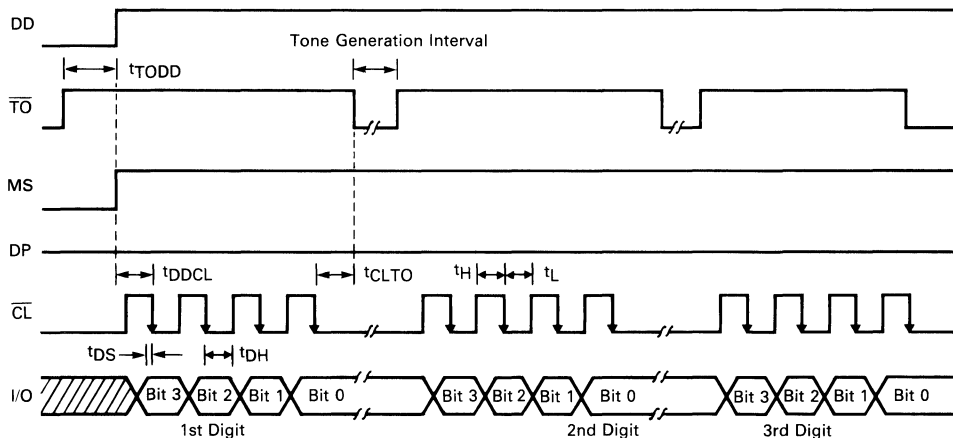 DD
Tone Generation Interval
tTODD
TO
MS
DP
tDDCL
tCLTO
tH
tL
CL
tDS
tDH
I/O
Bit 3
Bit 2
Bit 1
Bit 0
Bit 3
Bit 2
Bit 1
Bit 0
Bit 3
Bit 2
Bit 1
Bit 0
1st Digit
2nd Digit
3rd Digit